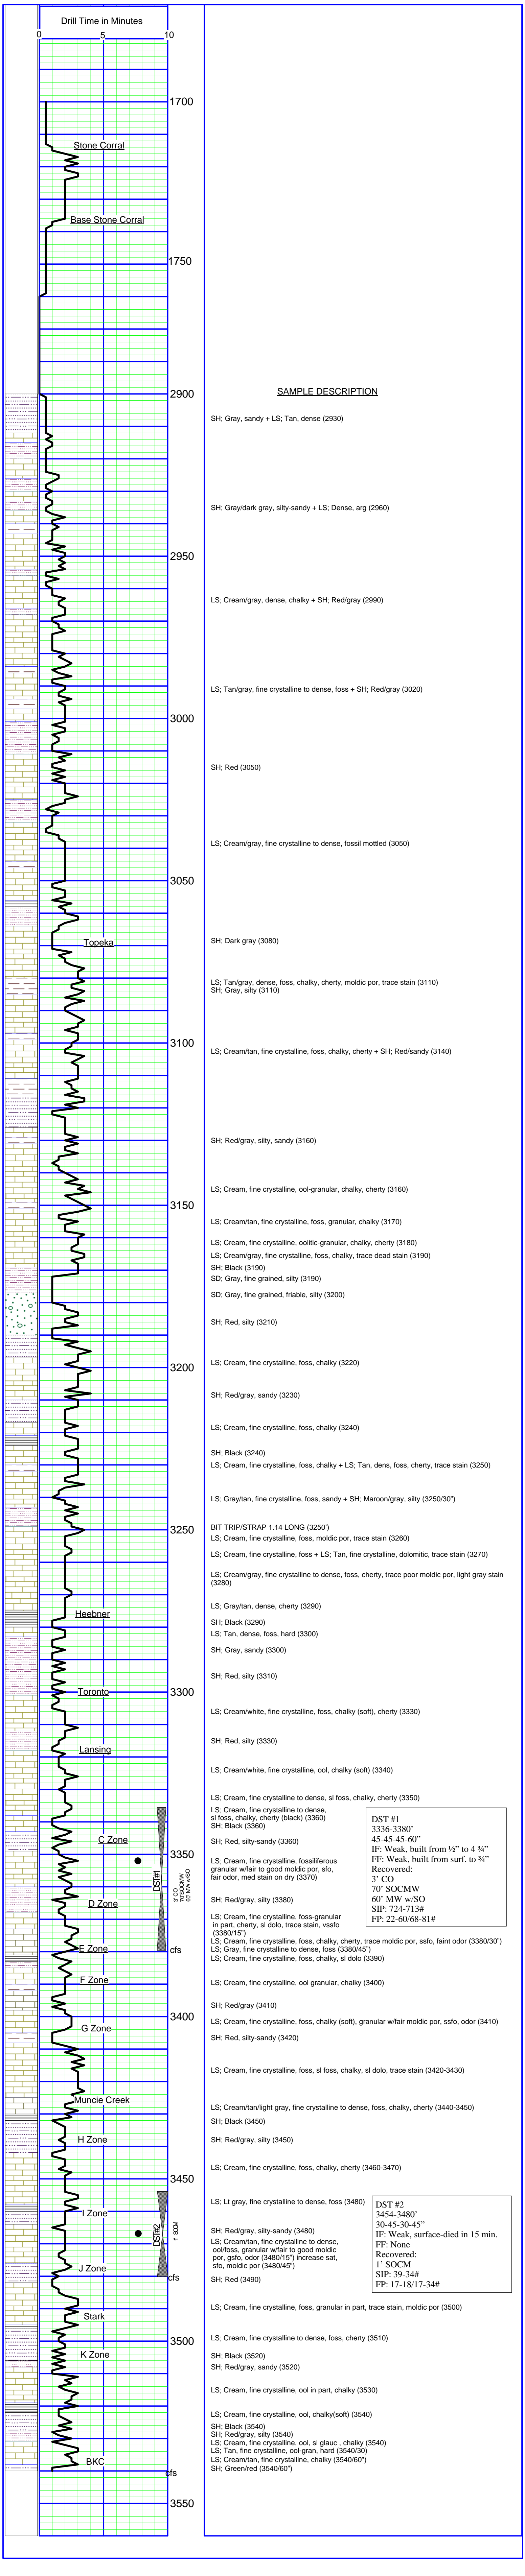 Drill Time in Minutes
0 5 10
1700
Stone Corral
Base Stone Corral
1750
2900
SAMPLE DESCRIPTION
SH; Gray, sandy + LS; Tan, dense (2930)
SH; Gray/dark gray, silty-sandy + LS; Dense, arg (2960)
2950
LS; Cream/gray, dense, chalky + SH; Red/gray (2990)
LS; Tan/gray, fine crystalline to dense, foss + SH; Red/gray (3020)
3000
SH; Red (3050)
LS; Cream/gray, fine crystalline to dense, fossil mottled (3050)
3050
Topeka
SH; Dark gray (3080)
LS; Tan/gray, dense, foss, chalky, cherty, moldic por, trace stain (3110)
SH; Gray, silty (3110)
3100
LS; Cream/tan, fine crystalline, foss, chalky, cherty + SH; Red/sandy (3140)
SH; Red/gray, silty, sandy (3160)
LS; Cream, fine crystalline, ool-granular, chalky, cherty (3160)
3150
LS; Cream/tan, fine crystalline, foss, granular, chalky (3170)
LS; Cream, fine crystalline, oolitic-granular, chalky, cherty (3180)
LS; Cream/gray, fine crystalline, foss, chalky, trace dead stain (3190)
SH; Black (3190)
SD; Gray, fine grained, silty (3190)
SD; Gray, fine grained, friable, silty (3200)
SH; Red, silty (3210)
LS; Cream, fine crystalline, foss, chalky (3220)
3200
SH; Red/gray, sandy (3230)
LS; Cream, fine crystalline, foss, chalky (3240)
SH; Black (3240)
LS; Cream, fine crystalline, foss, chalky + LS; Tan, dens, foss, cherty, trace stain (3250)
LS; Gray/tan, fine crystalline, foss, sandy + SH; Maroon/gray, silty (3250/30")
BIT TRIP/STRAP 1.14 LONG (3250')
3250
LS; Cream, fine crystalline, foss, moldic por, trace stain (3260)
LS; Cream, fine crystalline, foss + LS; Tan, fine crystalline, dolomitic, trace stain (3270)
LS; Cream/gray, fine crystalline to dense, foss, cherty, trace poor moldic por, light gray stain
(3280)
LS; Gray/tan, dense, cherty (3290)
Heebner
SH; Black (3290)
LS; Tan, dense, foss, hard (3300)
SH; Gray, sandy (3300)
SH; Red, silty (3310)
Toronto
3300
LS; Cream/white, fine crystalline, foss, chalky (soft), cherty (3330)
SH; Red, silty (3330)
Lansing
LS; Cream/white, fine crystalline, ool, chalky (soft) (3340)
LS; Cream, fine crystalline to dense, sl foss, chalky, cherty (3350)
LS; Cream, fine crystalline to dense,
sl foss, chalky, cherty (black) (3360)
SH; Black (3360)
C Zone
SH; Red, silty-sandy (3360)
3350
LS; Cream, fine crystalline, fossiliferous
granular w/fair to good moldic por, sfo,
fair odor, med stain on dry (3370)
DST #1
3336-3380'
45-45-45-60"
IF: Weak, built from ½" to 4 ¾"
FF: Weak, built from surf. to ¾"
Recovered:
3' CO
70' SOCMW
60' MW w/SO
SIP: 724-713#
FP: 22-60/68-81#
DST#1
3' CO
70'SOCMW
60' MW w/SO
SH; Red/gray, silty (3380)
D Zone
LS; Cream, fine crystalline, foss-granular
in part, cherty, sl dolo, trace stain, vssfo
(3380/15")
LS; Cream, fine crystalline, foss, chalky, cherty, trace moldic por, ssfo, faint odor (3380/30")
E Zone
cfs
LS; Gray, fine crystalline to dense, foss (3380/45")
LS; Cream, fine crystalline, foss, chalky, sl dolo (3390)
F Zone
LS; Cream, fine crystalline, ool granular, chalky (3400)
SH; Red/gray (3410)
3400
LS; Cream, fine crystalline, foss, chalky (soft), granular w/fair moldic por, ssfo, odor (3410)
G Zone
SH; Red, silty-sandy (3420)
LS; Cream, fine crystalline, foss, sl foss, chalky, sl dolo, trace stain (3420-3430)
Muncie Creek
LS; Cream/tan/light gray, fine crystalline to dense, foss, chalky, cherty (3440-3450)
SH; Black (3450)
H Zone
SH; Red/gray, silty (3450)
LS; Cream, fine crystalline, foss, chalky, cherty (3460-3470)
3450
LS; Lt gray, fine crystalline to dense, foss (3480)
I Zone
SH; Red/gray, silty-sandy (3480)
LS; Cream/tan, fine crystalline to dense,
ool/foss, granular w/fair to good moldic
por, gsfo, odor (3480/15") increase sat,
sfo, moldic por (3480/45")
DST #2
3454-3480'
30-45-30-45"
IF: Weak, surface-died in 15 min.
FF: None
Recovered:
1' SOCM
SIP: 39-34#
FP: 17-18/17-34#
DST#2
1' SOCM
J Zone
cfs
SH; Red (3490)
LS; Cream, fine crystalline, foss, granular in part, trace stain, moldic por (3500)
Stark
LS; Cream, fine crystalline to dense, foss, cherty (3510)
3500
K Zone
SH; Black (3520)
SH; Red/gray, sandy (3520)
LS; Cream, fine crystalline, ool in part, chalky (3530)
LS; Cream, fine crystalline, ool, chalky(soft) (3540)
SH; Black (3540)
SH; Red/gray, silty (3540)
LS; Cream, fine crystalline, ool, sl glauc , chalky (3540)
LS; Tan, fine crystalline, ool-gran, hard (3540/30)
BKC
LS; Cream/tan, fine crystalline, chalky (3540/60")
SH; Green/red (3540/60")
cfs
3550